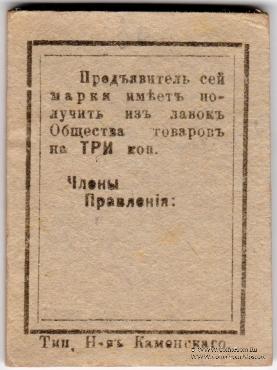 Предъявитель сей
марки имѣетъ по-
лучить изъ лавокъ
Общества товаровъ
на ТРИ коп.
Члены
Правленія:
Тип. Н-въ Каменскаго